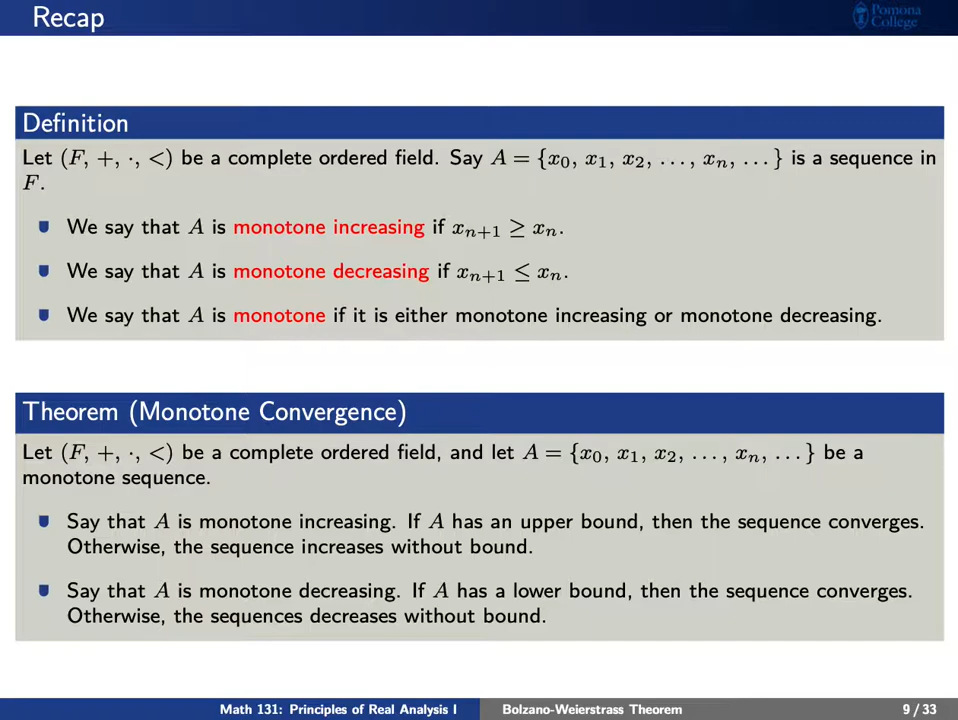 Recap
Pomona
College
Definition
Let (F, +, ·, <) be a complete ordered field. Say A = {x₀, x₁, x₂, ..., xₙ, ...} is a sequence in
F.
We say that A is monotone increasing if xₙ₊₁ ≥ xₙ.
We say that A is monotone decreasing if xₙ₊₁ ≤ xₙ.
We say that A is monotone if it is either monotone increasing or monotone decreasing.
Theorem (Monotone Convergence)
Let (F, +, ·, <) be a complete ordered field, and let A = {x₀, x₁, x₂, ..., xₙ, ...} be a
monotone sequence.
Say that A is monotone increasing. If A has an upper bound, then the sequence converges.
Otherwise, the sequence increases without bound.
Say that A is monotone decreasing. If A has a lower bound, then the sequence converges.
Otherwise, the sequences decreases without bound.
Math 131: Principles of Real Analysis I Bolzano-Weierstrass Theorem 9 / 33